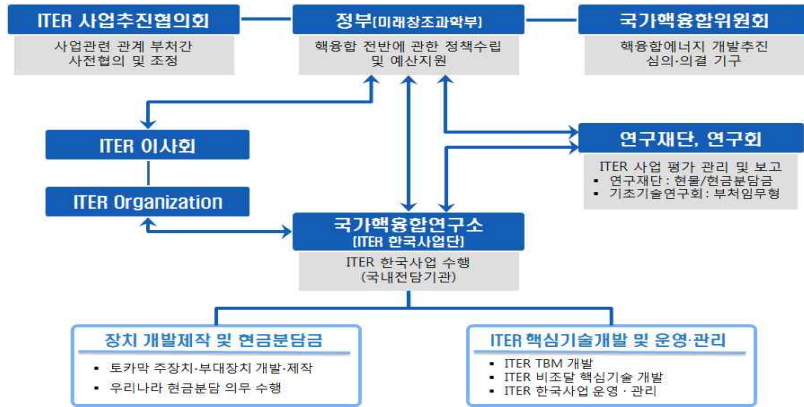 ITER 사업추진협의회
사업관련 관계 부처간
사전협의 및 조정
정부[미래창조과학부]
핵융합 전반에 관한 정책수립
및 예산지원
국가핵융합위원회
핵융합에너지 개발추진
심의·의결 기구
ITER 이사회
ITER Organization
연구재단, 연구회
ITER 사업 평가 관리 및 보고
▪ 연구재단 : 현물/현금분담금
▪ 기초기술연구회 : 부처임무형
국가핵융합연구소
[ITER 한국사업단]
ITER 한국사업 수행
(국내전담기관)
장치 개발제작 및 현금분담금
▪ 토카막 주장치·부대장치 개발·제작
▪ 우리나라 현금분담 의무 수행
ITER 핵심기술개발 및 운영·관리
▪ ITER TBM 개발
▪ ITER 비조달 핵심기술 개발
▪ ITER 한국사업 운영 · 관리